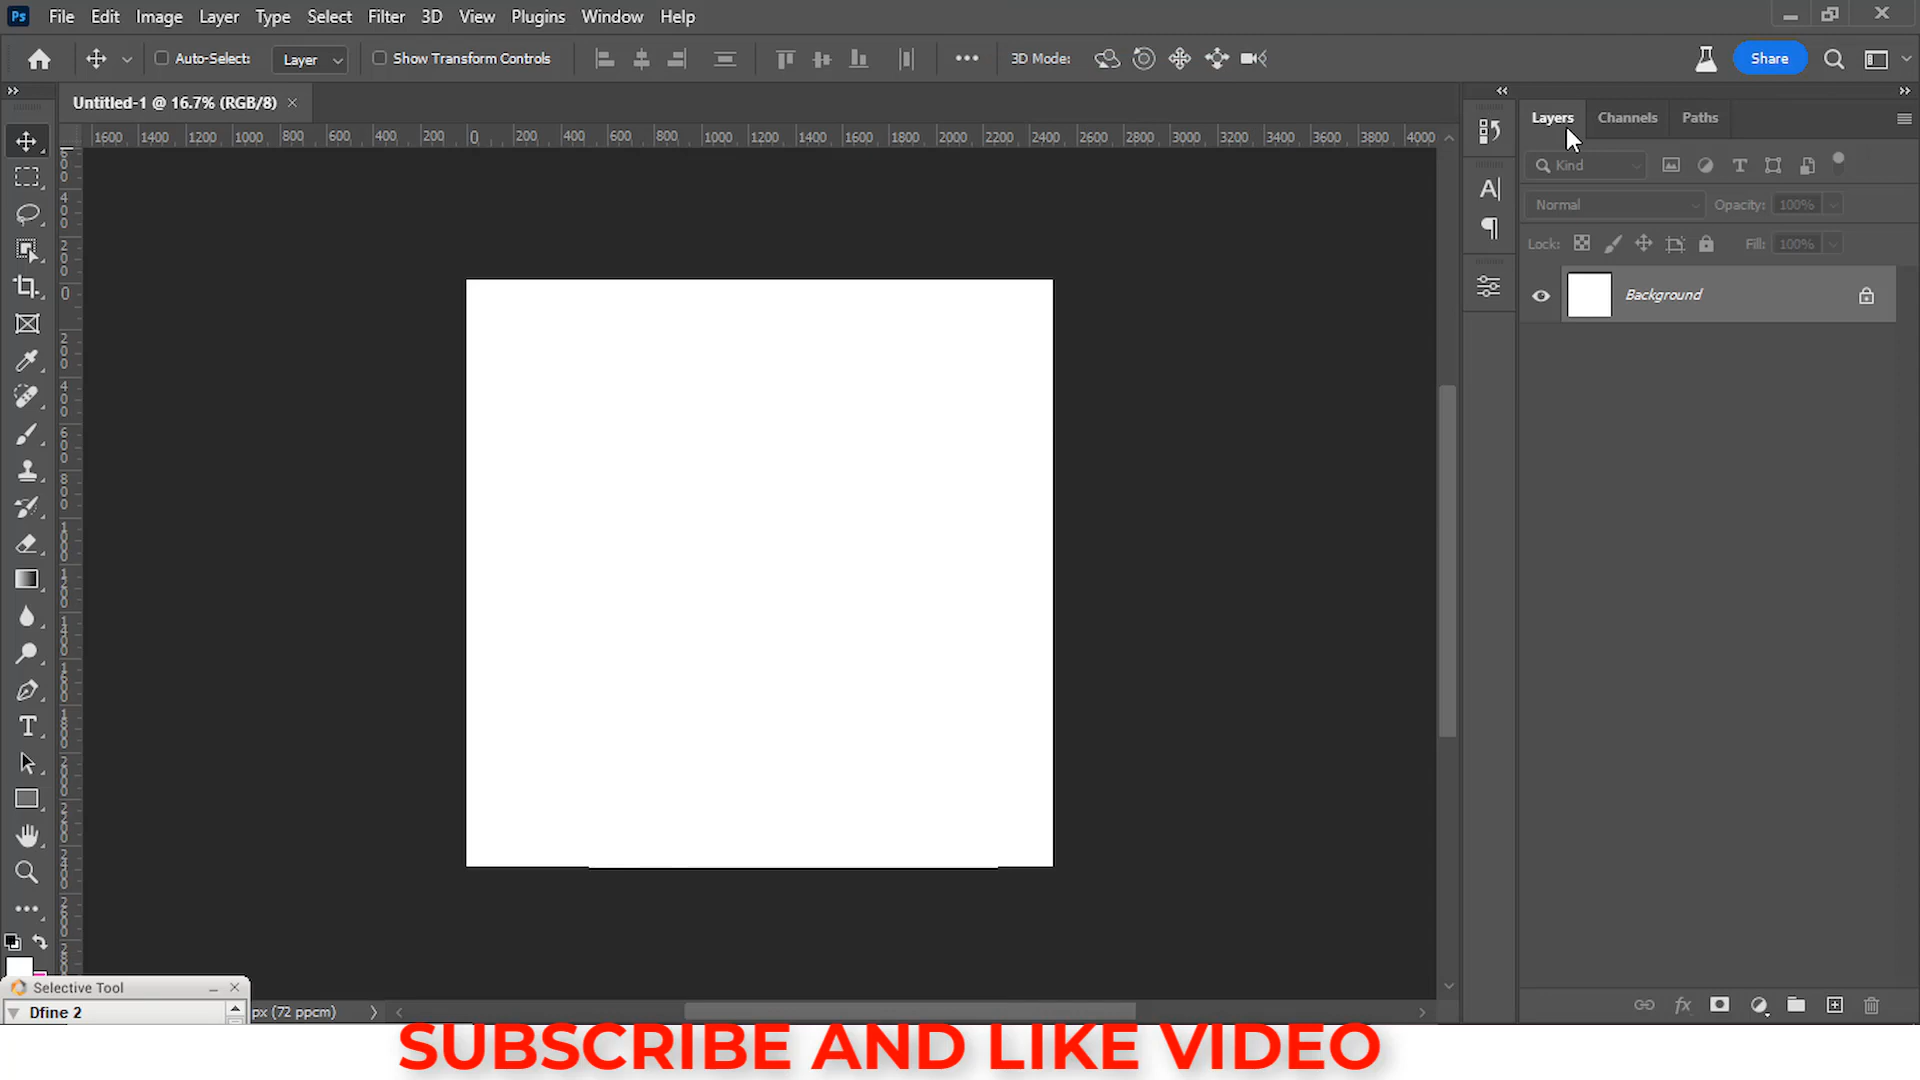 Ps File Edit Image Layer Type Select Filter 3D View Plugins Window Help
Auto-Select: Layer Show Transform Controls 3D Mode: Share
Untitled-1 @ 16.7% (RGB/8)
1600 1400 1200 1000 800 600 400 200 0 200 400 600 800 1000 1200 1400 1600 1800 2000 2200 2400 2600 2800 3000 3200 3400 3600 3800 4000
Layers Channels Paths
Kind
Normal Opacity: 100%
Lock: Fill: 100%
Background
Selective Tool
Dfine 2
px (72 ppcm)
SUBSCRIBE AND LIKE VIDEO